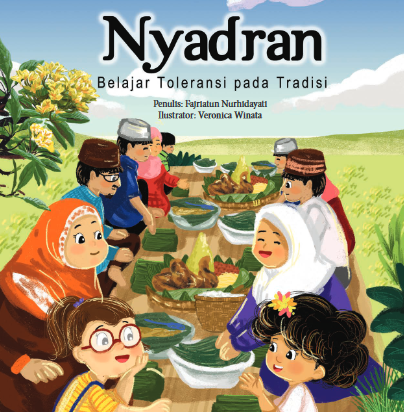 Nyadran
Belajar Toleransi pada Tradisi
Penulis: Fajriatun Nurhidayati
Ilustrator: Veronica Winata